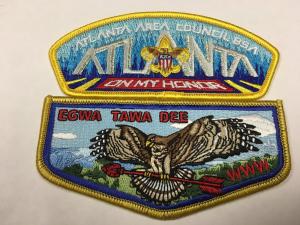 ATLANTA AREA COUNCIL BSA
ATLANTA
ON MY HONOR
EGWA TAWA DEE
WWW